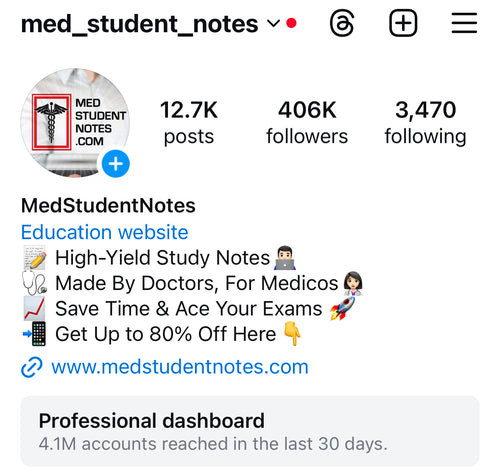 med_student_notes
MED
STUDENT
NOTES
.COM
12.7K
posts
406K
followers
3,470
following
MedStudentNotes
Education website
📝 High-Yield Study Notes👨🏻‍💻
🩺 Made By Doctors, For Medicos👩🏻‍⚕️
📈 Save Time & Ace Your Exams 🚀
📲 Get Up to 80% Off Here 👇
www.medstudentnotes.com
Professional dashboard
4.1M accounts reached in the last 30 days.